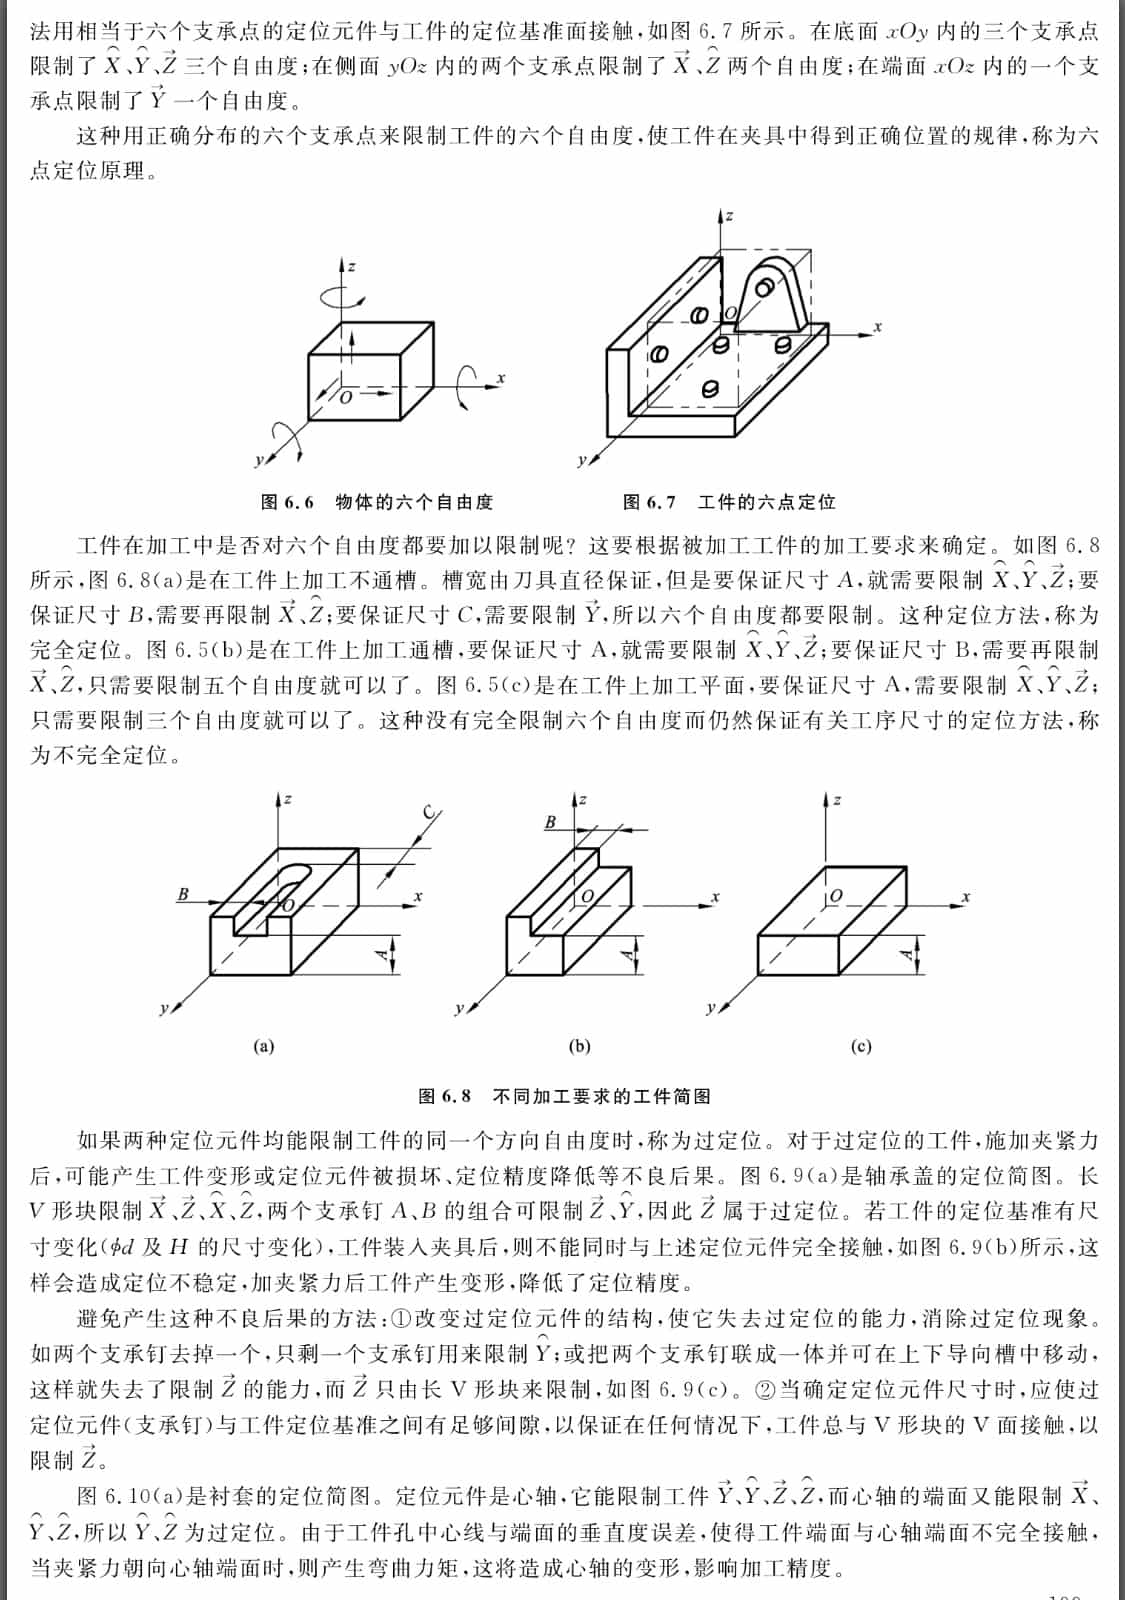 法用相当于六个支承点的定位元件与工件的定位基准面接触,如图 6.7 所示。在底面 xOy 内的三个支承点
限制了 X̂、Ŷ、Z⃗ 三个自由度;在侧面 yOz 内的两个支承点限制了 X⃗、Ẑ 两个自由度;在端面 xOz 内的一个支
承点限制了 Y⃗ 一个自由度。
这种用正确分布的六个支承点来限制工件的六个自由度,使工件在夹具中得到正确位置的规律,称为六
点定位原理。
z
x
O
y
z
O
x
y
图 6.6 物体的六个自由度
图 6.7 工件的六点定位
工件在加工中是否对六个自由度都要加以限制呢? 这要根据被加工工件的加工要求来确定。如图 6.8
所示,图 6.8(a)是在工件上加工不通槽。槽宽由刀具直径保证,但是要保证尺寸 A,就需要限制 X̂、Ŷ、Z⃗;要
保证尺寸 B,需要再限制 X⃗、Ẑ;要保证尺寸 C,需要限制 Y⃗,所以六个自由度都要限制。这种定位方法,称为
完全定位。图 6.5(b)是在工件上加工通槽,要保证尺寸 A,就需要限制 X̂、Ŷ、Z⃗;要保证尺寸 B,需要再限制
X⃗、Ẑ,只需要限制五个自由度就可以了。图 6.5(c)是在工件上加工平面,要保证尺寸 A,需要限制 X̂、Ŷ、Z⃗;
只需要限制三个自由度就可以了。这种没有完全限制六个自由度而仍然保证有关工序尺寸的定位方法,称
为不完全定位。
z
C
B
O
x
A
y
(a)
z
B
O
x
A
y
(b)
z
O
x
A
y
(c)
图 6.8 不同加工要求的工件简图
如果两种定位元件均能限制工件的同一个方向自由度时,称为过定位。对于过定位的工件,施加夹紧力
后,可能产生工件变形或定位元件被损坏、定位精度降低等不良后果。图 6.9(a)是轴承盖的定位简图。长
V 形块限制 X⃗、Z⃗、X̂、Ẑ,两个支承钉 A、B 的组合可限制 Z⃗、Ŷ,因此 Z⃗ 属于过定位。若工件的定位基准有尺
寸变化(ϕd 及 H 的尺寸变化),工件装入夹具后,则不能同时与上述定位元件完全接触,如图 6.9(b)所示,这
样会造成定位不稳定,加夹紧力后工件产生变形,降低了定位精度。
避免产生这种不良后果的方法:①改变过定位元件的结构,使它失去过定位的能力,消除过定位现象。
如两个支承钉去掉一个,只剩一个支承钉用来限制 Ŷ;或把两个支承钉联成一体并可在上下导向槽中移动,
这样就失去了限制 Z⃗ 的能力,而 Z⃗ 只由长 V 形块来限制,如图 6.9(c)。②当确定定位元件尺寸时,应使过
定位元件(支承钉)与工件定位基准之间有足够间隙,以保证在任何情况下,工件总与 V 形块的 V 面接触,以
限制 Z⃗。
图 6.10(a)是衬套的定位简图。定位元件是心轴,它能限制工件 Y⃗、Ŷ、Z⃗、Ẑ,而心轴的端面又能限制 X⃗、
Ŷ、Ẑ,所以 Ŷ、Ẑ 为过定位。由于工件孔中心线与端面的垂直度误差,使得工件端面与心轴端面不完全接触,
当夹紧力朝向心轴端面时,则产生弯曲力矩,这将造成心轴的变形,影响加工精度。